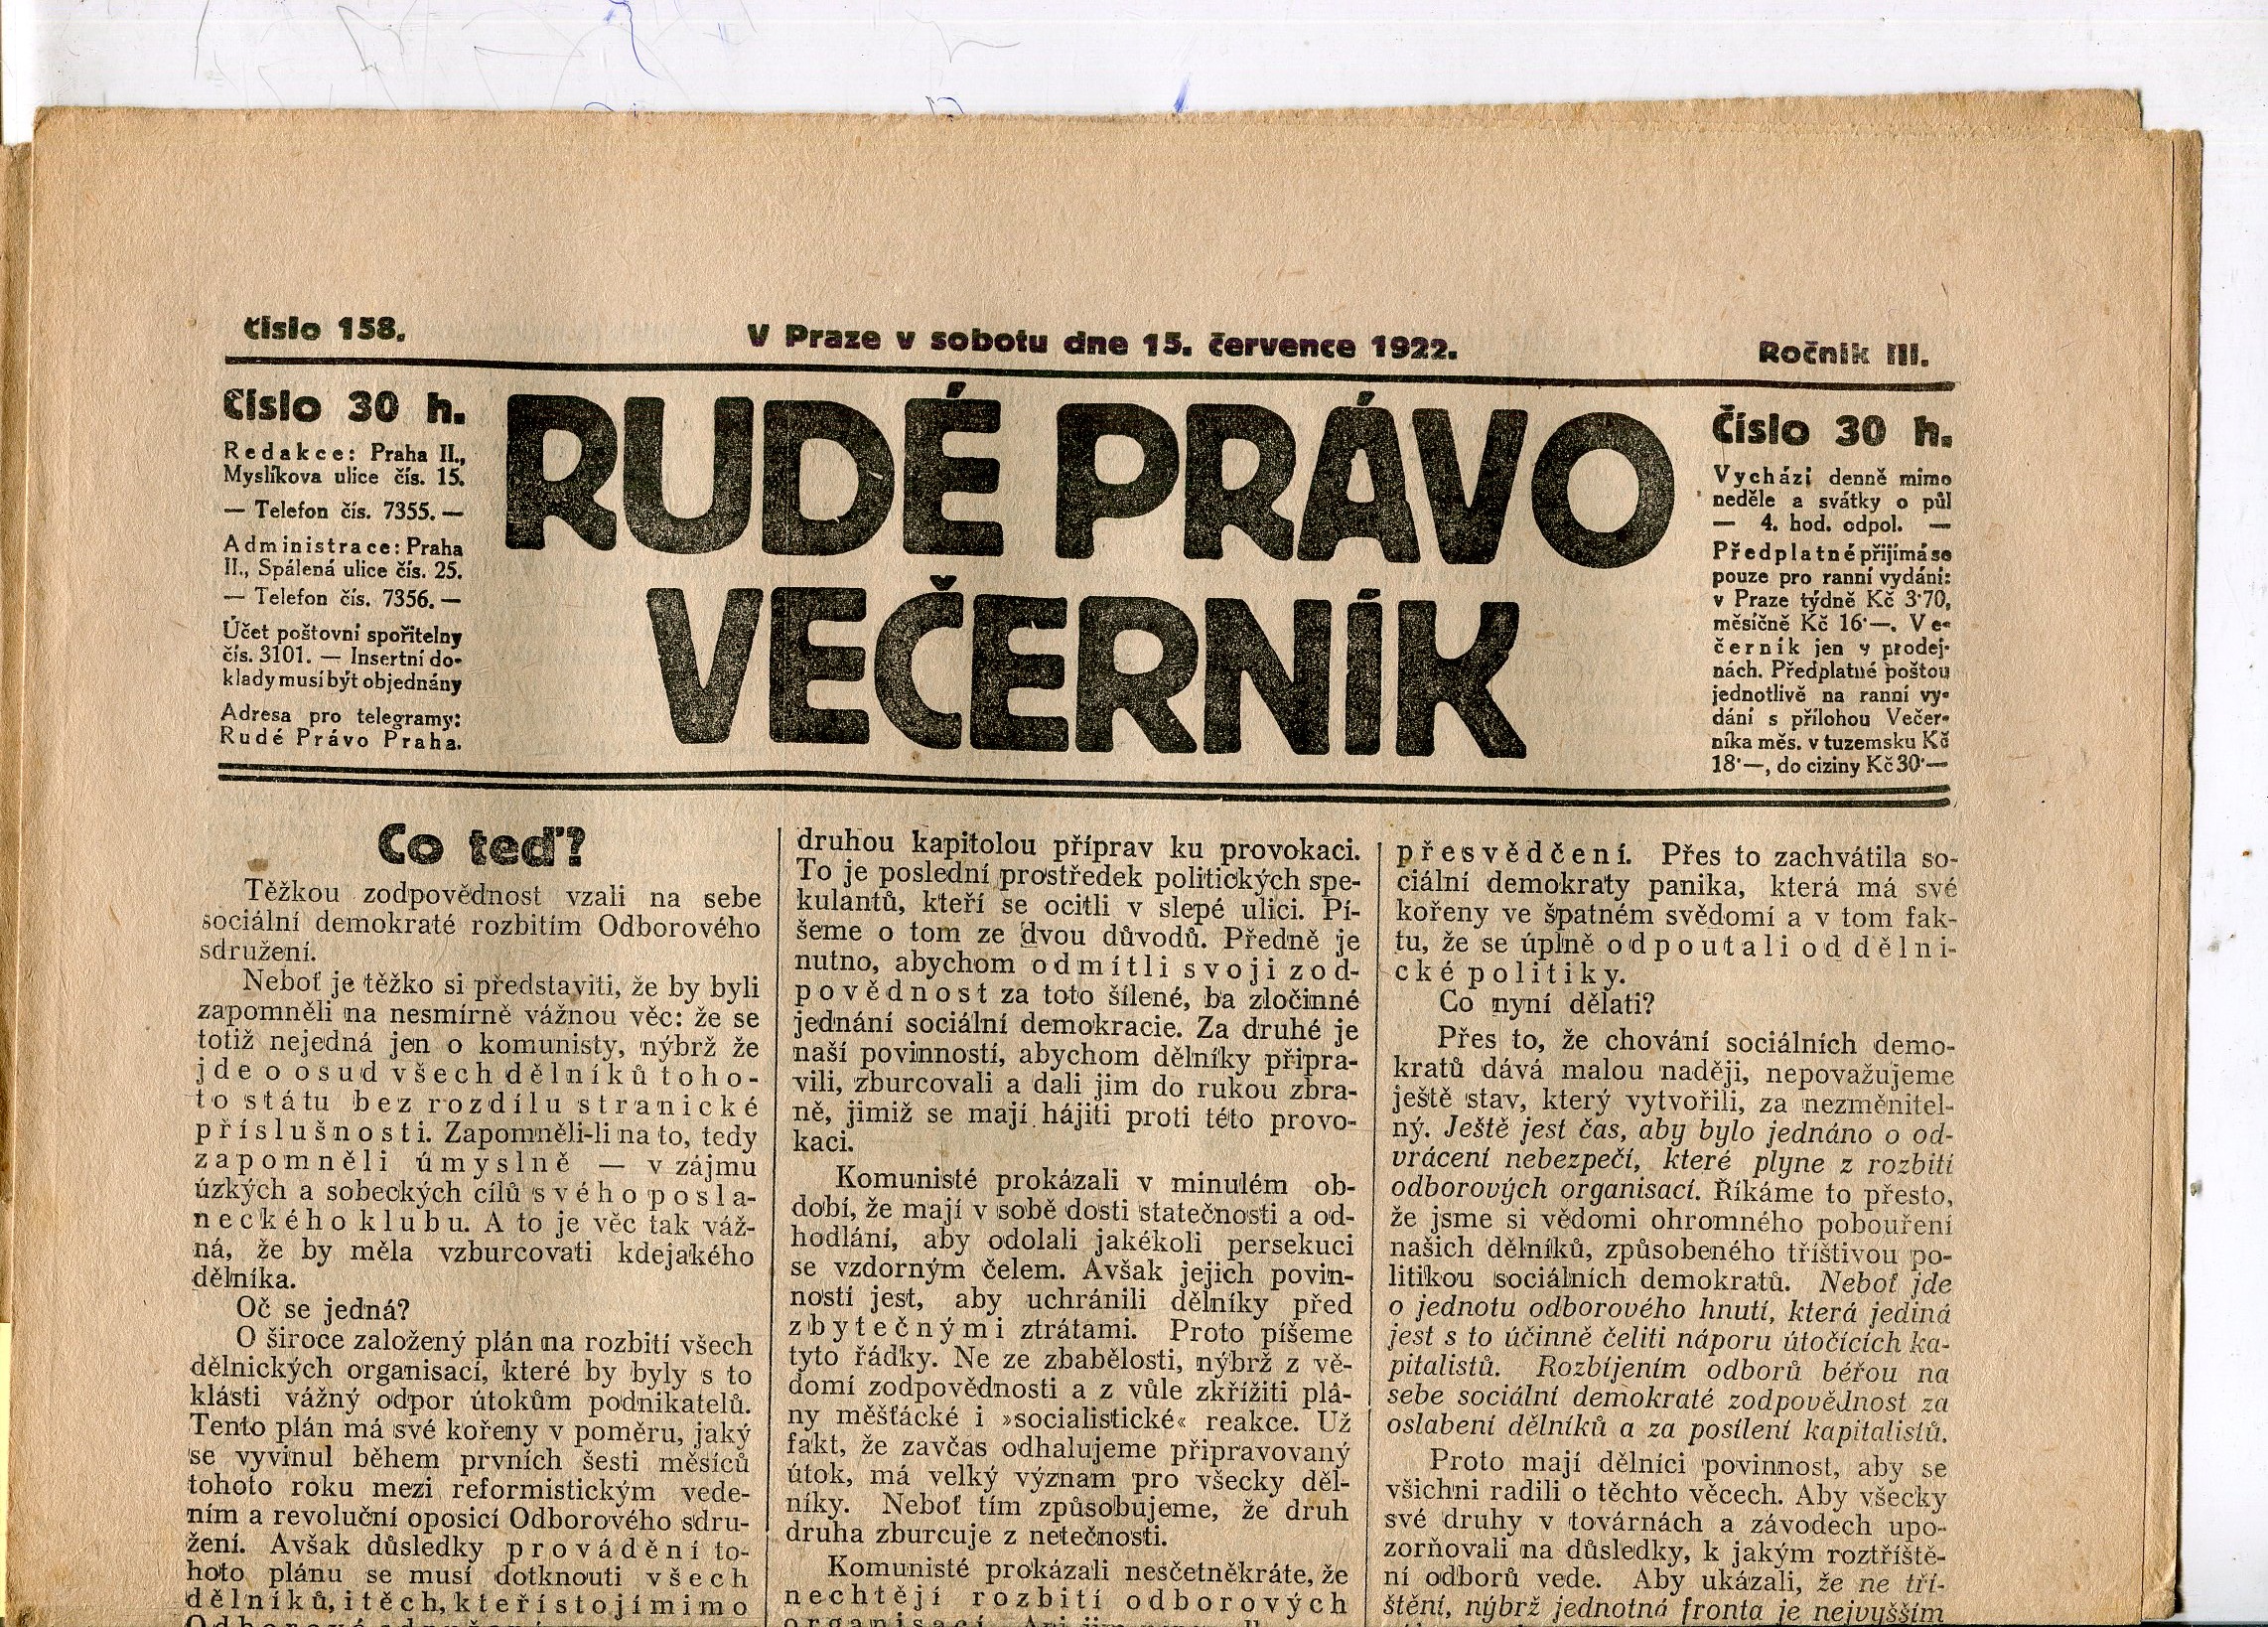 Číslo 158.
V Praze v sobotu dne 15. července 1922.
Ročník III.
Číslo 30 h.
Redakce: Praha II.,
Myslíkova ulice čís. 15.
— Telefon čís. 7355. —
Administrace: Praha
II., Spálená ulice čís. 25.
— Telefon čís. 7356. —
Účet poštovní spořitelny
čís. 3101. — Insertní do-
klady musí být objednány
Adresa pro telegramy:
Rudé Právo Praha.
RUDÉ PRÁVO
VEČERNÍK
Číslo 30 h.
Vychází denně mimo
neděle a svátky o půl
— 4. hod. odpol. —
Předplatné přijímá se
pouze pro ranní vydání:
v Praze týdně Kč 3·70,
měsíčně Kč 16·—. Ve-
černík jen v prodej-
nách. Předplatné poštou
jednotlivě na ranní vy-
dání s přílohou Večer-
níka měs. v tuzemsku Kč
18·—, do ciziny Kč 30·—
Co teď?
Těžkou zodpovědnost vzali na sebe
sociální demokraté rozbitím Odborového
sdružení.
Neboť je těžko si představiti, že by byli
zapomněli na nesmírně vážnou věc: že se
totiž nejedná jen o komunisty, nýbrž že
jde o osud všech dělníků toho-
to státu bez rozdílu stranické
příslušnosti. Zapomněli-li na to, tedy
zapomněli úmyslně — v zájmu
úzkých a sobeckých cílů svého posla-
neckého klubu. A to je věc tak váž-
ná, že by měla vzburcovati kdejakého
dělníka.
Oč se jedná?
O široce založený plán na rozbití všech
dělnických organisací, které by byly s to
klásti vážný odpor útokům podnikatelů.
Tento plán má své kořeny v poměru, jaký
se vyvinul během prvních šesti měsíců
tohoto roku mezi reformistickým vede-
ním a revoluční oposicí Odborového sdru-
žení. Avšak důsledky provádění to-
hoto plánu se musí dotknouti všech
dělníků, i těch, kteří stojí mimo
druhou kapitolou příprav ku provokaci.
To je poslední prostředek politických spe-
kulantů, kteří se ocitli v slepé ulici. Pí-
šeme o tom ze dvou důvodů. Předně je
nutno, abychom odmítli svoji zod-
povědnost za toto šílené, ba zločinné
jednání sociální demokracie. Za druhé je
naší povinností, abychom dělníky připra-
vili, zburcovali a dali jim do rukou zbra-
ně, jimiž se mají hájiti proti této provo-
kaci.
Komunisté prokázali v minulém ob-
dobí, že mají v sobě dosti statečnosti a od-
hodlání, aby odolali jakékoli persekuci
se vzdorným čelem. Avšak jejich povin-
ností jest, aby uchránili dělníky před
zbytečnými ztrátami. Proto píšeme
tyto řádky. Ne ze zbabělosti, nýbrž z vě-
domí zodpovědnosti a z vůle zkřížiti plá-
ny měšťácké i »socialistické« reakce. Už
fakt, že zavčas odhalujeme připravovaný
útok, má velký význam pro všecky děl-
níky. Neboť tím způsobujeme, že druh
druha zburcuje z netečnosti.
Komunisté prokázali nesčetněkráte, že
nechtějí rozbití odborových
přesvědčení. Přes to zachvátila so-
ciální demokraty panika, která má své
kořeny ve špatném svědomí a v tom fak-
tu, že se úplně odpoutali od dělni-
cké politiky.
Co nyní dělati?
Přes to, že chování sociálních demo-
kratů dává malou naději, nepovažujeme
ještě stav, který vytvořili, za nezměnitel-
ný. Ještě jest čas, aby bylo jednáno o od-
vrácení nebezpečí, které plyne z rozbití
odborových organisací. Říkáme to přesto,
že jsme si vědomi ohromného pobouření
našich dělníků, způsobeného tříštivou po-
litikou sociálních demokratů. Neboť jde
o jednotu odborového hnutí, která jediná
jest s to účinně čeliti náporu útočících ka-
pitalistů. Rozbíjením odborů béřou na
sebe sociální demokraté zodpovědnost za
oslabení dělníků a za posílení kapitalistů.
Proto mají dělníci povinnost, aby se
všichni radili o těchto věcech. Aby všecky
své druhy v továrnách a závodech upo-
zorňovali na důsledky, k jakým roztříště-
ní odborů vede. Aby ukázali, že ne tří-
štění, nýbrž jednotná fronta je nejvyšším